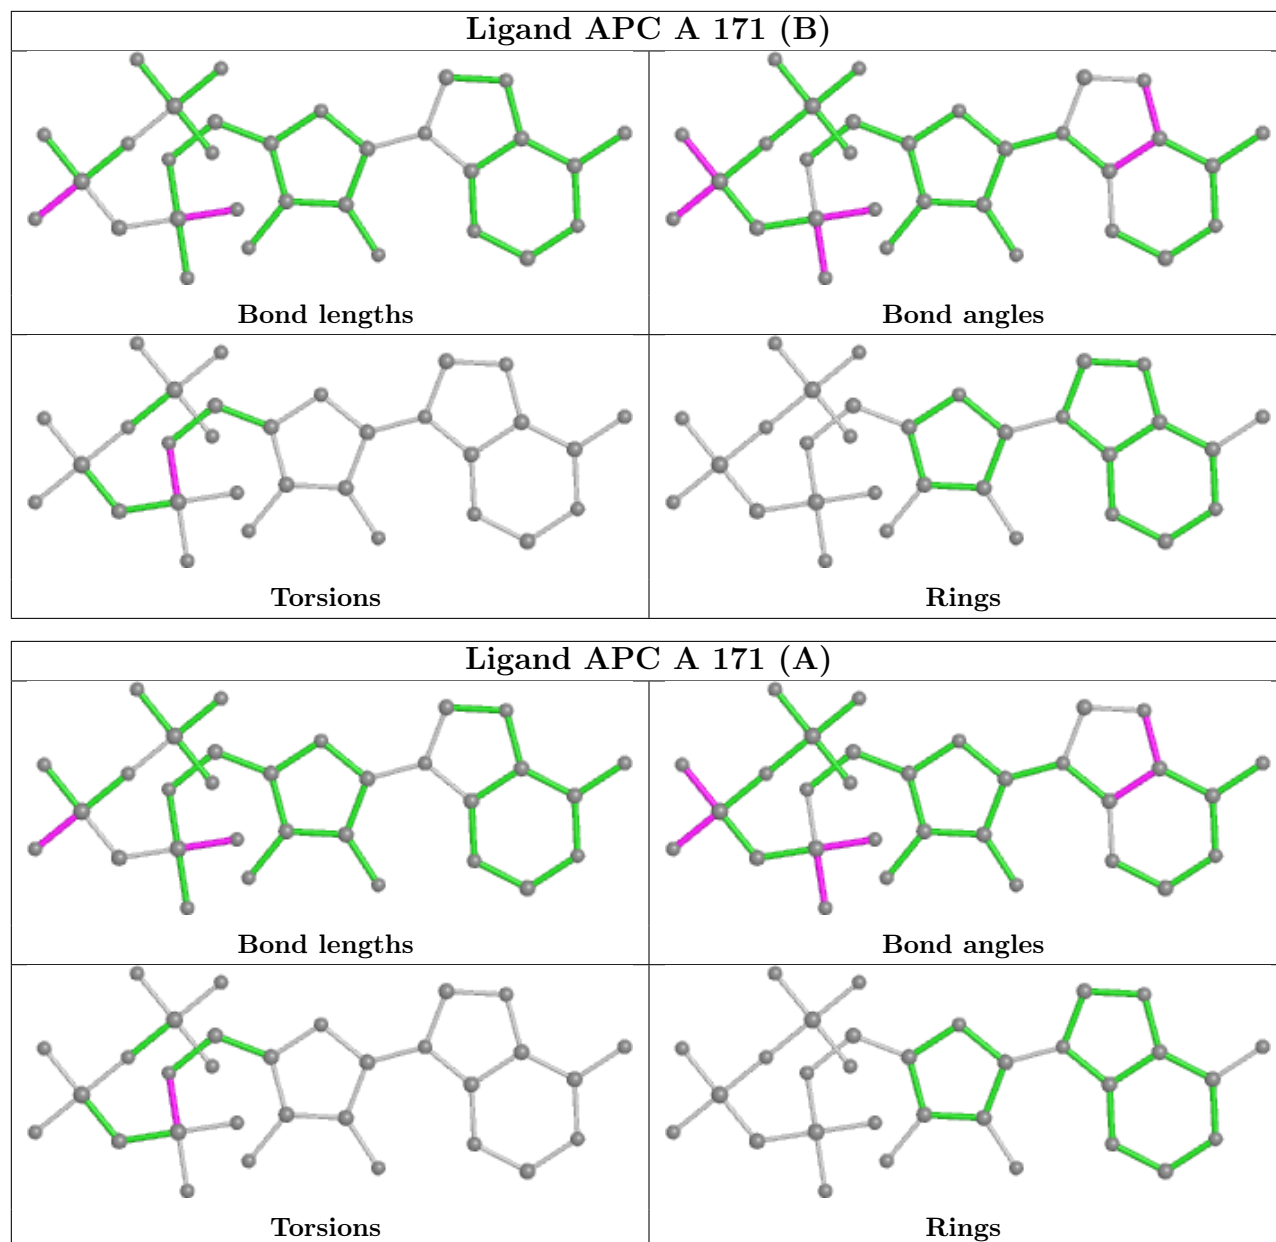 Ligand APC A 171 (B)
Bond lengths
Bond angles
Torsions
Rings
Ligand APC A 171 (A)
Bond lengths
Bond angles
Torsions
Rings